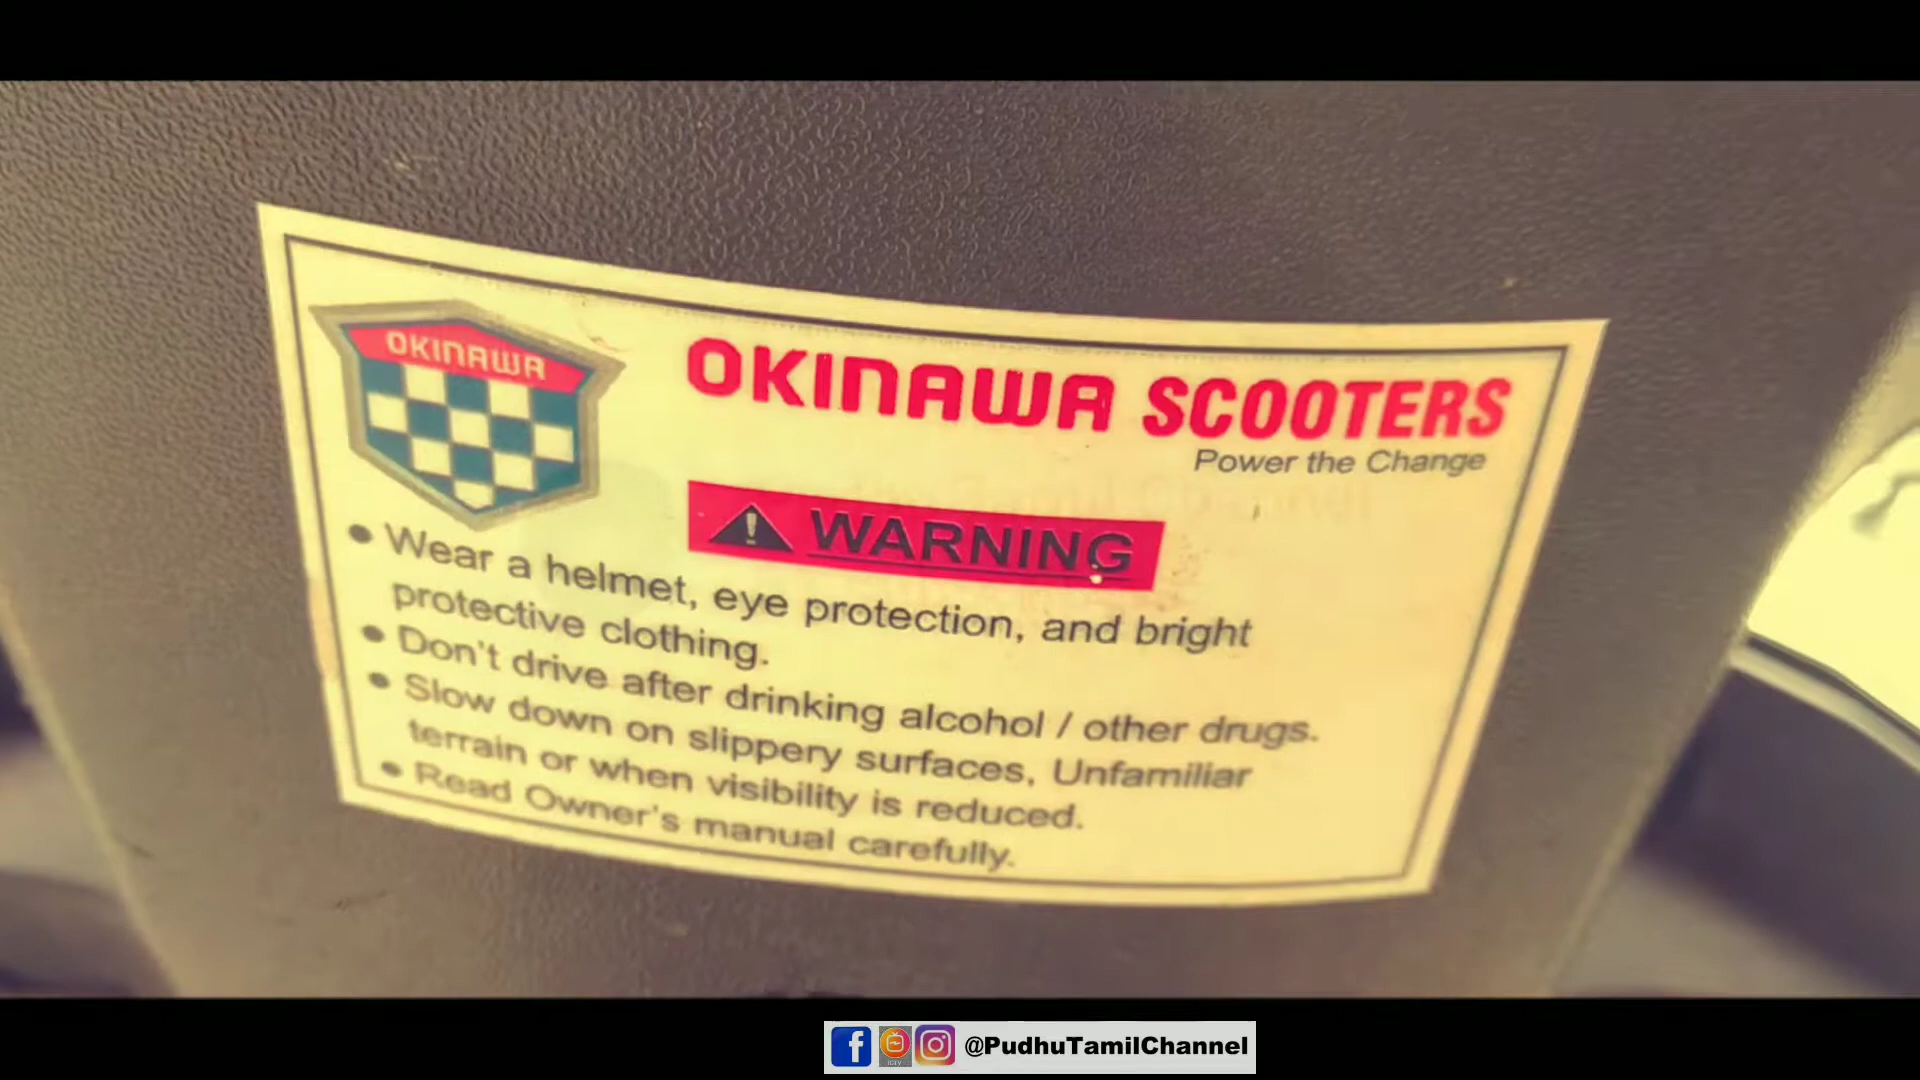 OKINAWA
OKINAWA SCOOTERS
Power the Change
WARNING
• Wear a helmet, eye protection, and bright
protective clothing.
• Don't drive after drinking alcohol / other drugs.
• Slow down on slippery surfaces, Unfamiliar
terrain or when visibility is reduced.
• Read Owner's manual carefully.
@PudhuTamilChannel